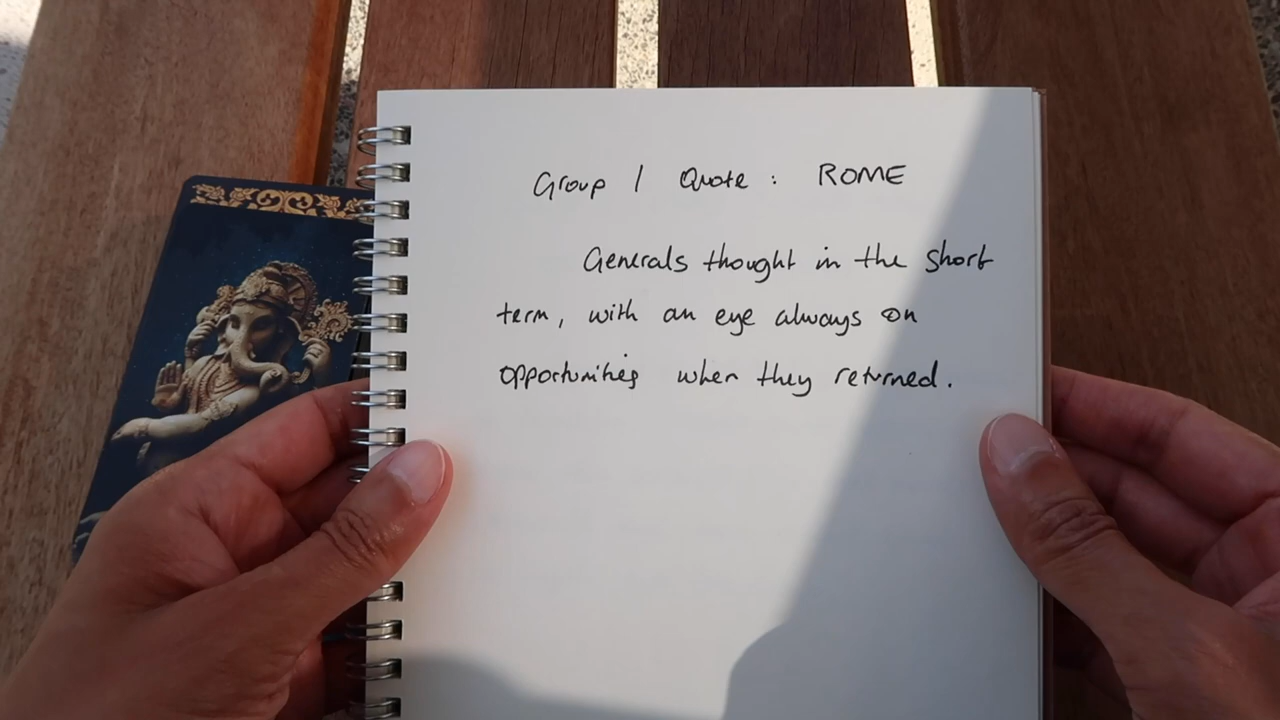 Group 1 Quote : ROME
Generals thought in the short
term, with an eye always on
opportunities when they returned.